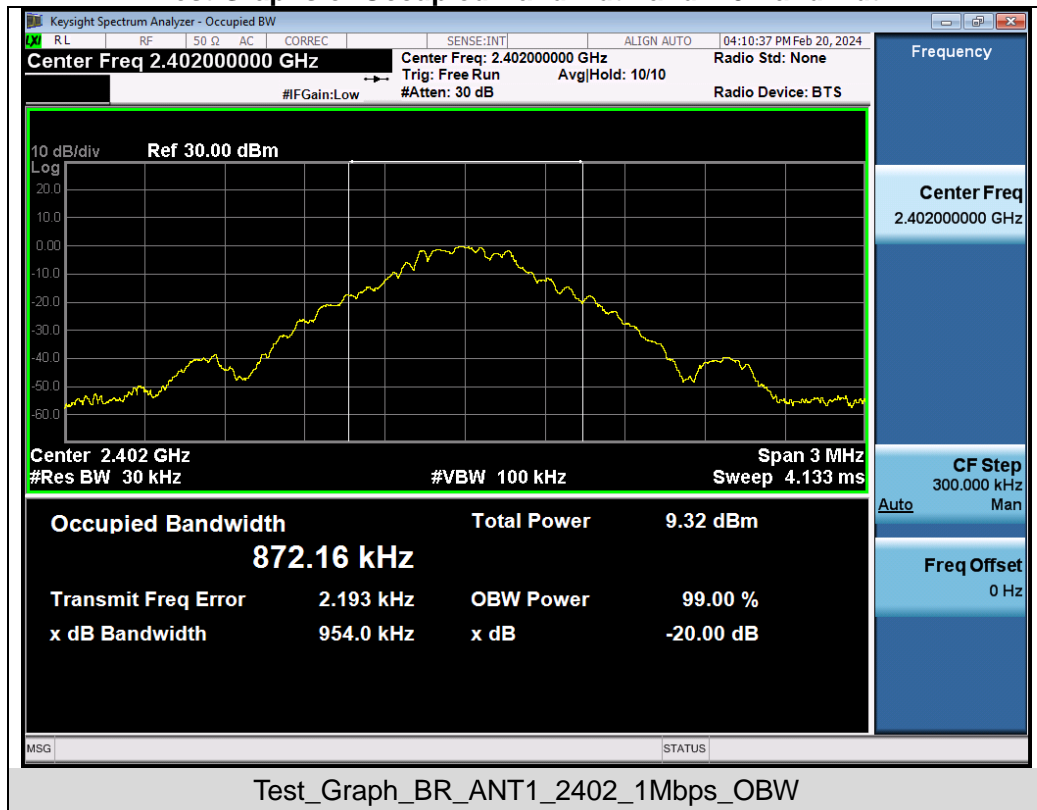 Keysight Spectrum Analyzer - Occupied BW
LXI RL RF 50 Ω AC CORREC SENSE:INT ALIGN AUTO 04:10:37 PM Feb 20, 2024
Center Freq 2.402000000 GHz
Center Freq: 2.402000000 GHz Radio Std: None
Trig: Free Run Avg|Hold: 10/10
#IFGain:Low #Atten: 30 dB Radio Device: BTS
10 dB/div Ref 30.00 dBm
Log
20.0
10.0
0.00
-10.0
-20.0
-30.0
-40.0
-50.0
-60.0
Center 2.402 GHz Span 3 MHz
#Res BW 30 kHz #VBW 100 kHz Sweep 4.133 ms
Occupied Bandwidth Total Power 9.32 dBm
872.16 kHz
Transmit Freq Error 2.193 kHz OBW Power 99.00 %
x dB Bandwidth 954.0 kHz x dB -20.00 dB
MSG STATUS
Frequency
Center Freq
2.402000000 GHz
CF Step
300.000 kHz
Auto Man
Freq Offset
0 Hz
Test_Graph_BR_ANT1_2402_1Mbps_OBW